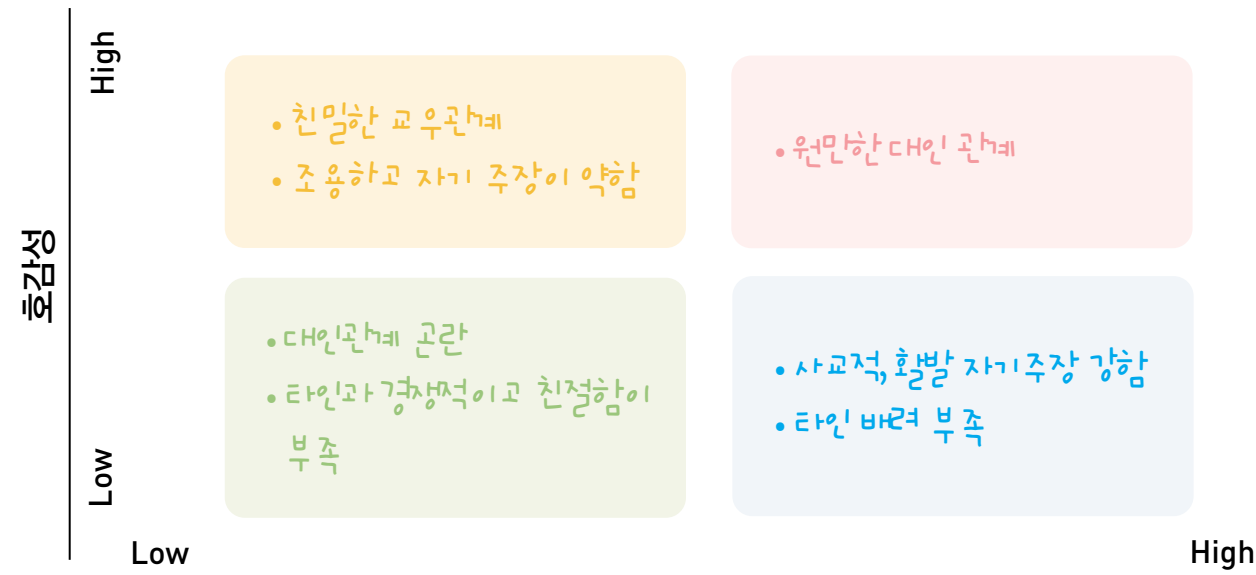 High
• 친밀한 교우관계
• 조용하고 자기 주장이 약함
• 원만한 대인 관계
호감성
• 대인관계 곤란
• 타인과 경쟁적이고 친절함이
부족
• 사교적, 활발 자기주장 강함
• 타인 배려 부족
Low
Low
High